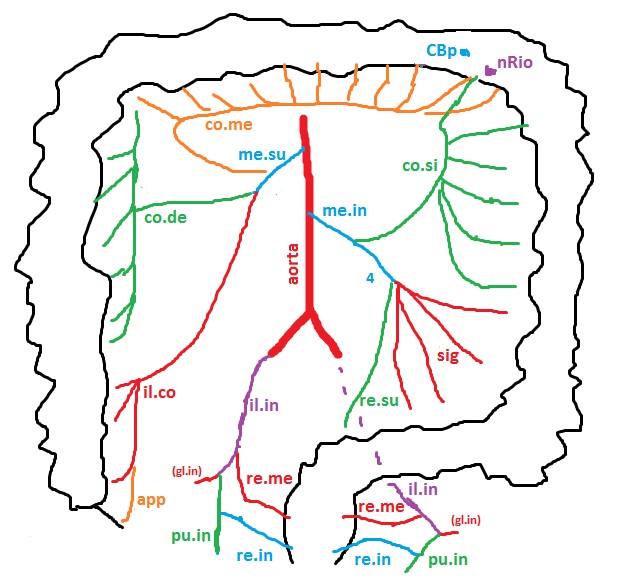 CBp
nRio
co.me
me.su
co.si
me.in
co.de
aorta
4
sig
il.co
re.su
il.in
(gl.in)
re.me
il.in
app
re.me
(gl.in)
pu.in
re.in
re.in
pu.in